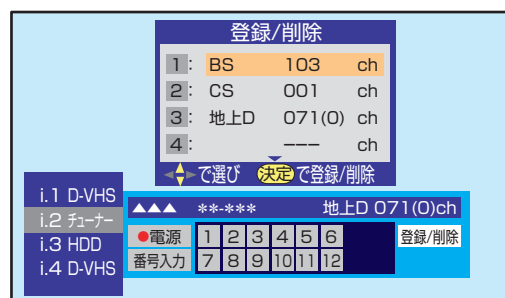 登録/削除
1: BS 103 ch
2: CS 001 ch
3: 地上D 071(0) ch
4: --- ch
で選び 決定で登録/削除
i.1 D-VHS
i.2 チューナー
i.3 HDD
i.4 D-VHS
▲▲▲ **-*** 地上D 071(0)ch
●電源 1 2 3 4 5 6 登録/削除
番号入力 7 8 9 10 11 12